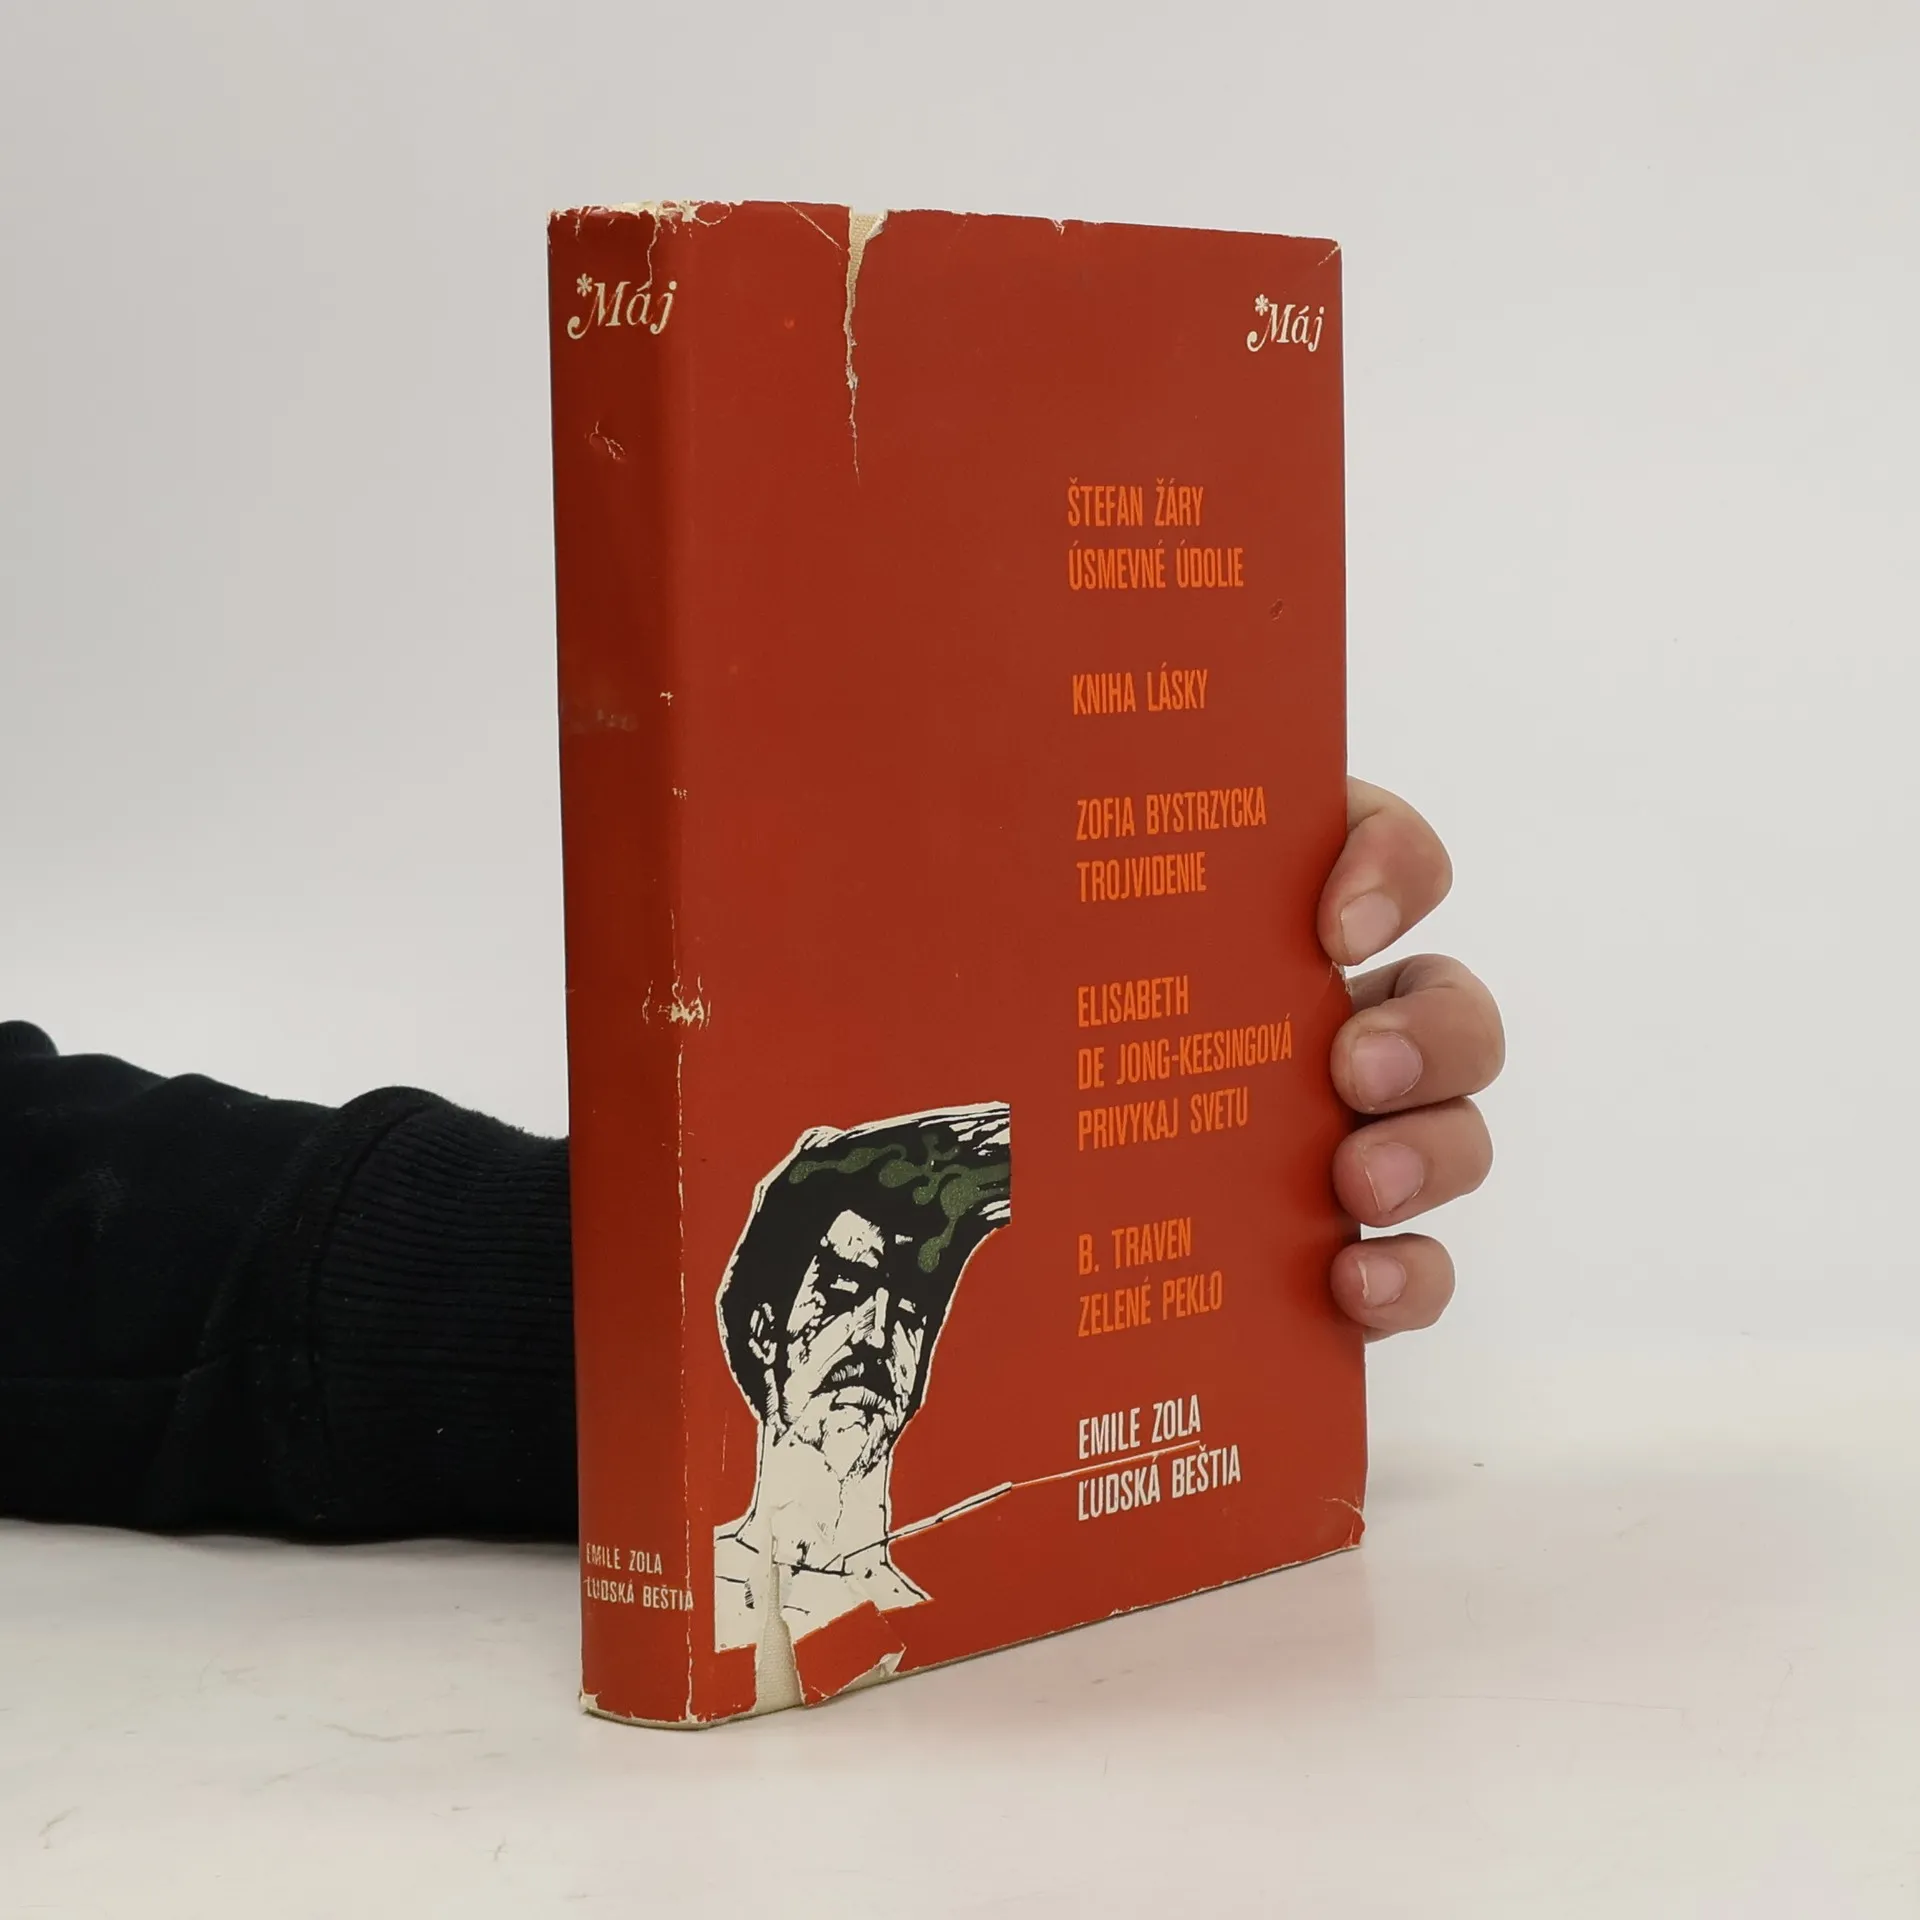 *Máj
*Máj
ŠTEFAN ŽÁRY
ÚSMEVNÉ ÚDOLIE
KNIHA LÁSKY
ZOFIA BYSTRZYCKA
TROJVIDENIE
ELISABETH
DE JONG-KEESINGOVÁ
PRIVYKAJ SVETU
B. TRAVEN
ZELENÉ PEKLO
EMILE ZOLA
ĽUDSKÁ BEŠTIA
EMILE ZOLA
ĽUDSKÁ BEŠTIA